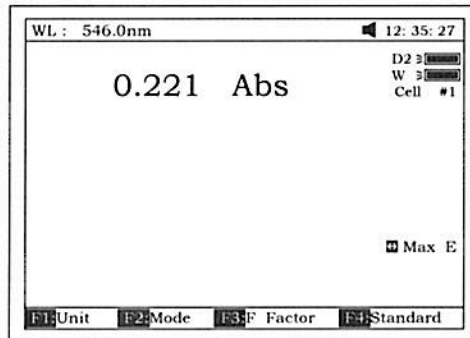 WL : 546.0nm 12: 35: 27
D2
W
0.221 Abs
Cell #1
Max E
F1:Unit F2:Mode F3:F Factor F4:Standard